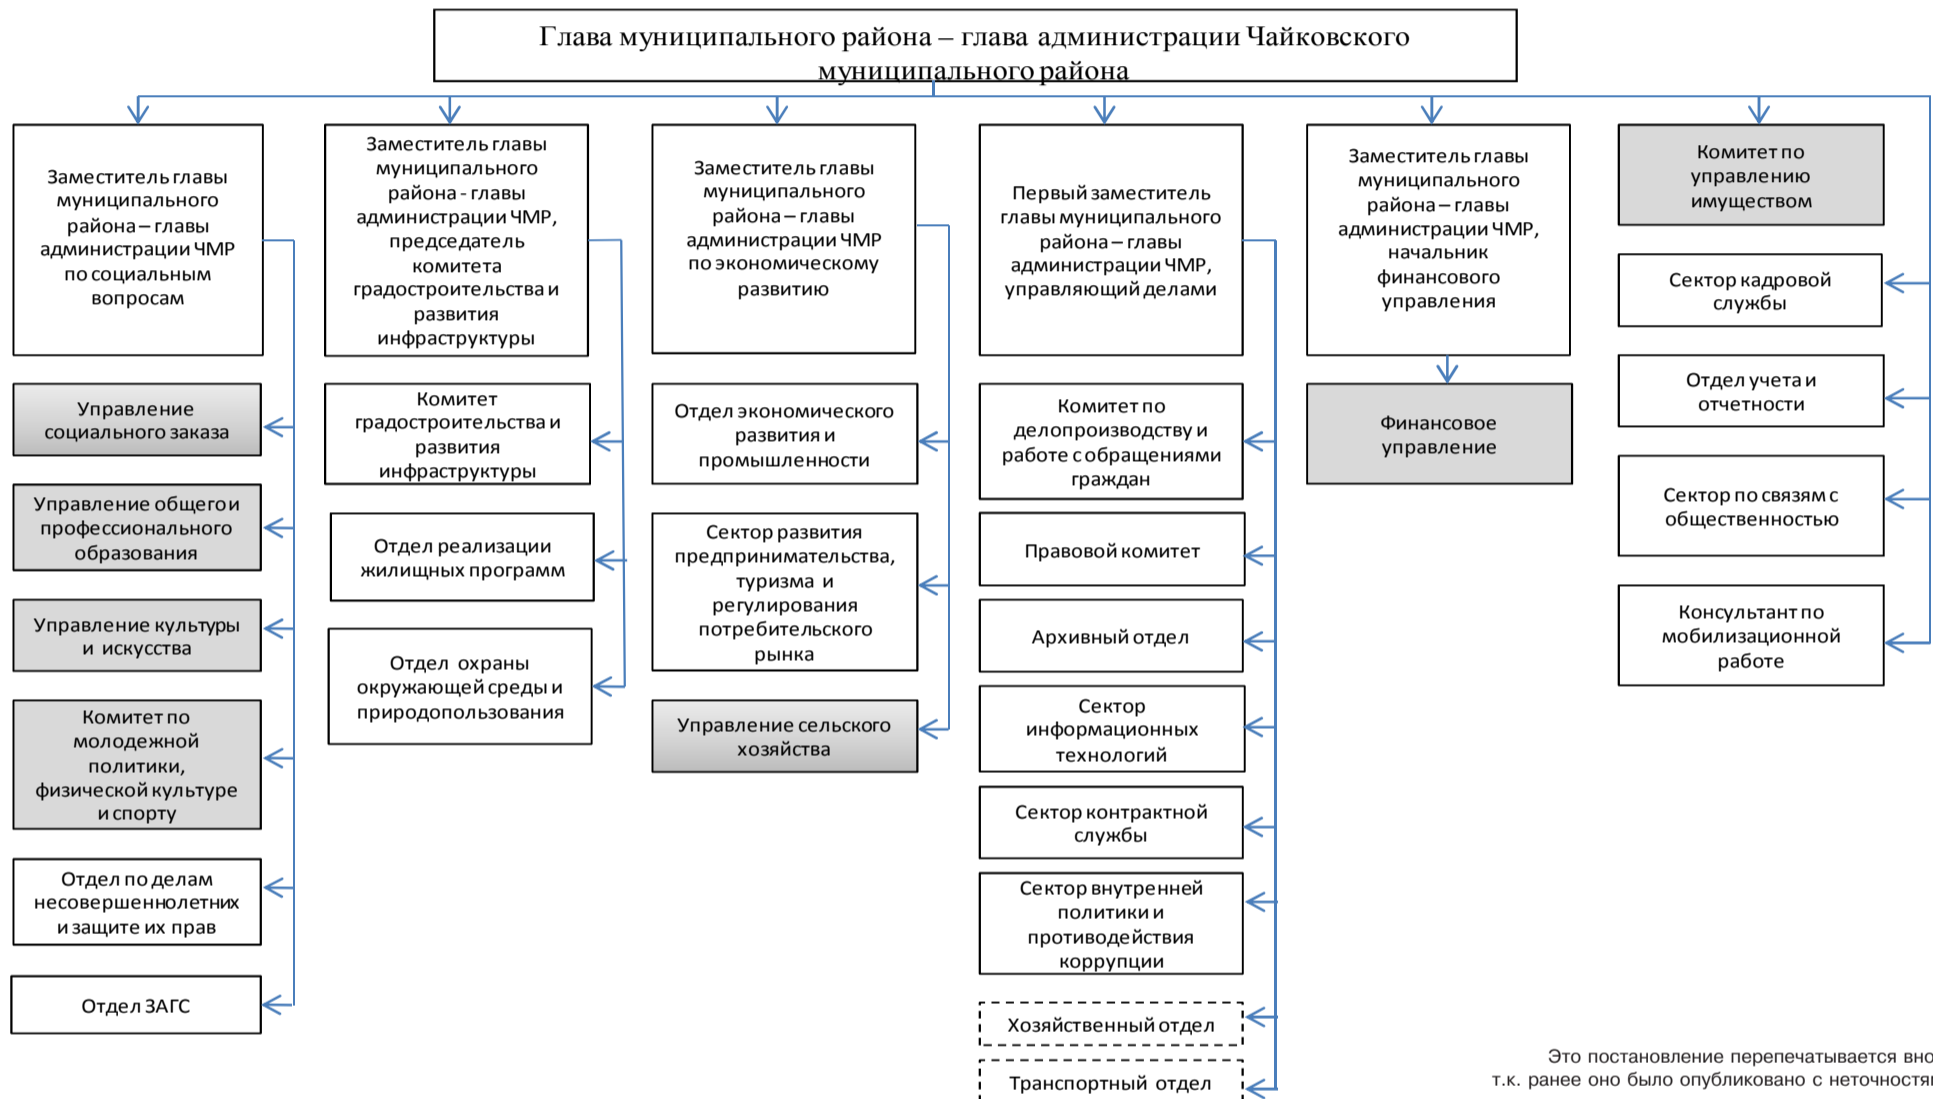 Глава муниципального района – глава администрации Чайковского
муниципального района
Заместитель главы
муниципального
района – главы
администрации ЧМР
по социальным
вопросам
Управление
социального заказа
Управление общего и
профессионального
образования
Управление культуры
и искусства
Комитет по
молодежной
политики,
физической культуре
и спорту
Отдел по делам
несовершеннолетних
и защите их прав
Отдел ЗАГС
Заместитель главы
муниципального
района - главы
администрации ЧМР,
председатель
комитета
градостроительства и
развития
инфраструктуры
Комитет
градостроительства и
развития
инфраструктуры
Отдел реализации
жилищных программ
Отдел охраны
окружающей среды и
природопользования
Заместитель главы
муниципального
района – главы
администрации ЧМР
по экономическому
развитию
Отдел экономического
развития и
промышленности
Сектор развития
предпринимательства,
туризма и
регулирования
потребительского
рынка
Управление сельского
хозяйства
Первый заместитель
главы муниципального
района – главы
администрации ЧМР,
управляющий делами
Комитет по
делопроизводству и
работе с обращениями
граждан
Правовой комитет
Архивный отдел
Сектор
информационных
технологий
Сектор контрактной
службы
Сектор внутренней
политики и
противодействия
коррупции
Хозяйственный отдел
Транспортный отдел
Заместитель главы
муниципального
района – главы
администрации ЧМР,
начальник
финансового
управления
Финансовое
управление
Комитет по
управлению
имуществом
Сектор кадровой
службы
Отдел учета и
отчетности
Сектор по связям с
общественностью
Консультант по
мобилизационной
работе
Это постановление перепечатывается
т.к. ранее оно было опубликовано с